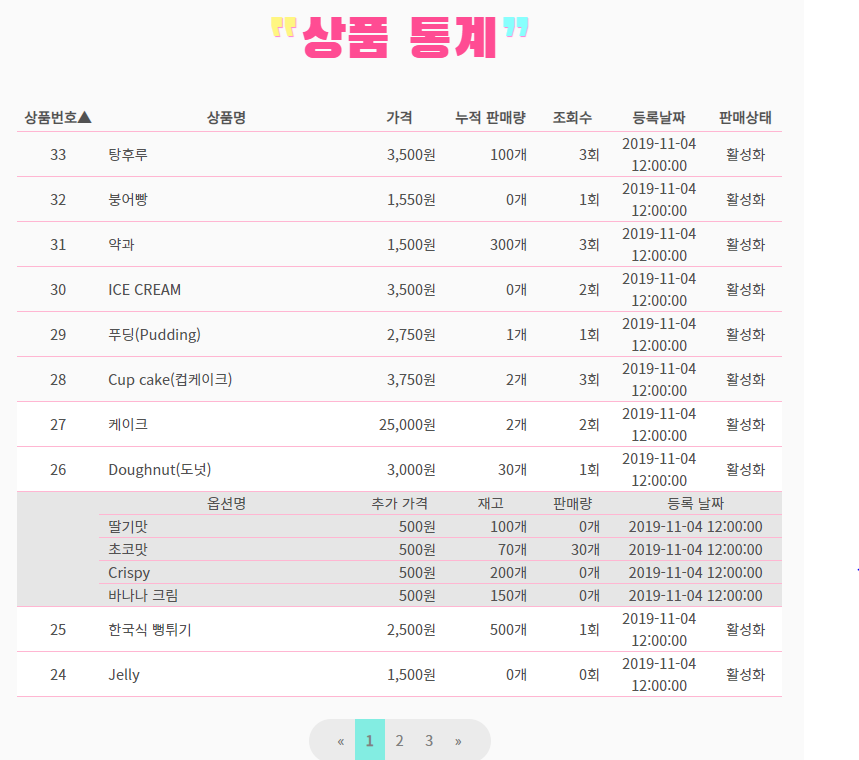 "상품 통계"
상품번호▲ 상품명 가격 누적 판매량 조회수 등록날짜 판매상태
33 탕후루 3,500원 100개 3회 2019-11-04 12:00:00 활성화
32 붕어빵 1,550원 0개 1회 2019-11-04 12:00:00 활성화
31 약과 1,500원 300개 3회 2019-11-04 12:00:00 활성화
30 ICE CREAM 3,500원 0개 2회 2019-11-04 12:00:00 활성화
29 푸딩(Pudding) 2,750원 1개 1회 2019-11-04 12:00:00 활성화
28 Cup cake(컵케이크) 3,750원 2개 3회 2019-11-04 12:00:00 활성화
27 케이크 25,000원 2개 2회 2019-11-04 12:00:00 활성화
26 Doughnut(도넛) 3,000원 30개 1회 2019-11-04 12:00:00 활성화
옵션명 추가 가격 재고 판매량 등록 날짜
딸기맛 500원 100개 0개 2019-11-04 12:00:00
초코맛 500원 70개 30개 2019-11-04 12:00:00
Crispy 500원 200개 0개 2019-11-04 12:00:00
바나나 크림 500원 150개 0개 2019-11-04 12:00:00
25 한국식 뻥튀기 2,500원 500개 1회 2019-11-04 12:00:00 활성화
24 Jelly 1,500원 0개 0회 2019-11-04 12:00:00 활성화
« 1 2 3 »